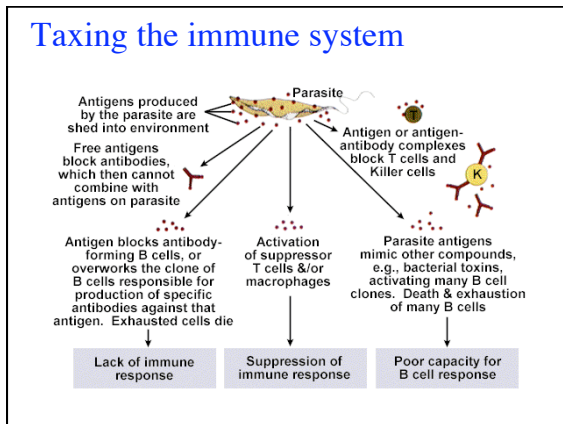 Taxing the immune system
Parasite
Antigens produced
by the parasite are
shed into environment
T
Antigen or antigen-
antibody complexes
block T cells and
Killer cells
K
Free antigens
block antibodies,
which then cannot
combine with
antigens on parasite
Antigen blocks antibody-
forming B cells, or
overworks the clone of
B cells responsible for
production of specific
antibodies against that
antigen. Exhausted cells die
Activation
of suppressor
T cells &/or
macrophages
Parasite antigens
mimic other compounds,
e.g., bacterial toxins,
activating many B cell
clones. Death & exhaustion
of many B cells
Lack of immune
response
Suppression of
immune response
Poor capacity for
B cell response